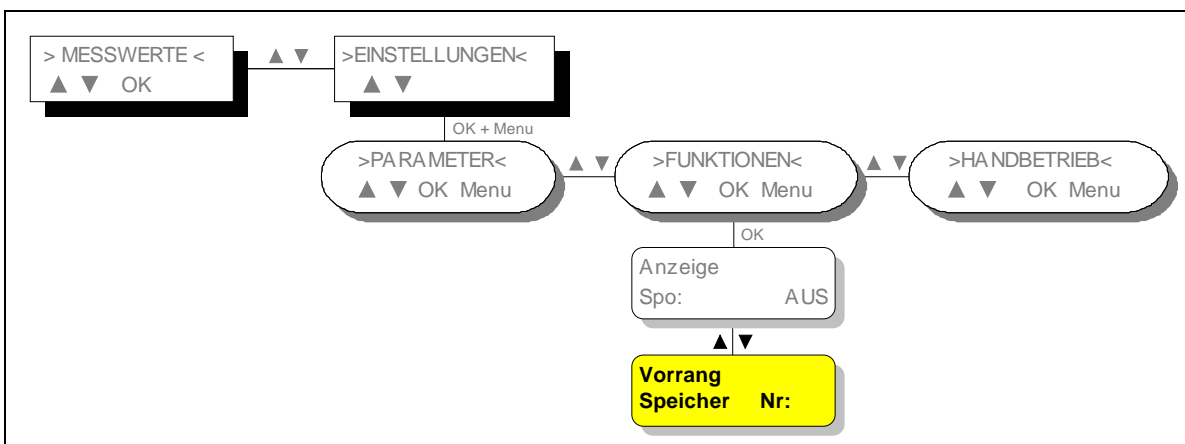 > MESSWERTE <
▲ ▼ OK
▲ ▼
>EINSTELLUNGEN<
▲ ▼
OK + Menu
>PARAMETER<
▲ ▼ OK Menu
▲ ▼
>FUNKTIONEN<
▲ ▼ OK Menu
▲ ▼
>HANDBETRIEB<
▲ ▼ OK Menu
OK
Anzeige
Spo: AUS
▲ ▼
Vorrang
Speicher Nr: